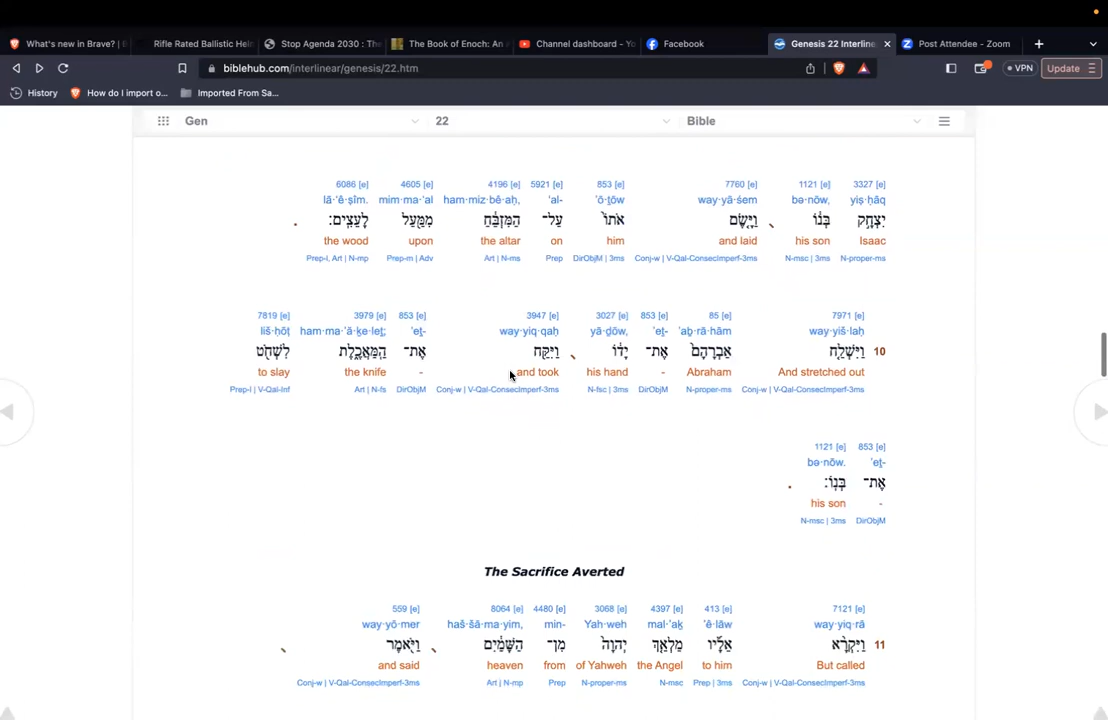 What's new in Brave? | B Rifle Rated Ballistic Heln Stop Agenda 2030 : The The Book of Enoch: An Channel dashboard - Yo Facebook Genesis 22 Interline Post Attendee - Zoom
biblehub.com/interlinear/genesis/22.htm VPN Update
History How do I import o... Imported From Sa...
Gen 22 Bible
6086 [e] 4605 [e] 4196 [e] 5921 [e] 853 [e] 7760 [e] 1121 [e] 3327 [e]
lā·‘ê·ṣîm. mim·ma·‘al ham·miz·bê·aḥ, ‘al- ’ō·ṯōw way·yā·śem bə·nōw, yiṣ·ḥāq
יִצְחָ֣ק בְּנ֔וֹ וַיָּ֤שֶׂם אֹתוֹ֙ עַל־ הַמִּזְבֵּ֔חַ מִמַּ֖עַל לָעֵצִֽים׃
the wood upon the altar on him and laid his son Isaac
Prep-l, Art | N-mp Prep-m | Adv Art | N-ms Prep DirObjM | 3ms Conj-w | V-Qal-ConsecImperf-3ms N-msc | 3ms N-proper-ms
7819 [e] 3979 [e] 853 [e] 3947 [e] 3027 [e] 853 [e] 85 [e] 7971 [e]
liš·ḥōṭ ham·ma·’ă·ḵe·leṯ; ’eṯ- way·yiq·qaḥ yā·ḏōw, ’eṯ- ’aḇ·rā·hām way·yiš·laḥ
10 וַיִּשְׁלַ֤ח אַבְרָהָם֙ אֶת־ יָד֔וֹ וַיִּקַּ֖ח אֶת־ הַֽמַּאֲכֶ֑לֶת לִשְׁחֹ֖ט
to slay the knife - and took his hand - Abraham And stretched out
Prep-l | V-Qal-Inf Art | N-fs DirObjM Conj-w | V-Qal-ConsecImperf-3ms N-fsc | 3ms DirObjM N-proper-ms Conj-w | V-Qal-ConsecImperf-3ms
1121 [e] 853 [e]
bə·nōw. ’eṯ-
אֶת־ בְּנֽוֹ׃
his son -
N-msc | 3ms DirObjM
The Sacrifice Averted
559 [e] 8064 [e] 4480 [e] 3068 [e] 4397 [e] 413 [e] 7121 [e]
way·yō·mer haš·šā·ma·yim, min- Yah·weh mal·’aḵ ’ê·lāw way·yiq·rā
11 וַיִּקְרָ֨א אֵלָ֜יו מַלְאַ֤ךְ יְהוָה֙ מִן־ הַשָּׁמַ֔יִם וַיֹּ֖אמֶר
and said heaven from of Yahweh the Angel to him But called
Conj-w | V-Qal-ConsecImperf-3ms Art | N-mp Prep N-proper-ms N-msc Prep | 3ms Conj-w | V-Qal-ConsecImperf-3ms